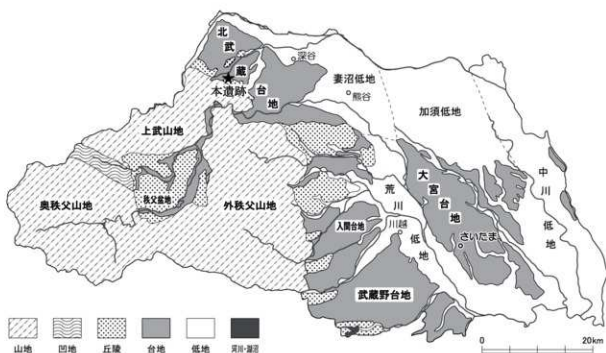 北武蔵台地
深谷
妻沼低地
熊谷
加須低地
本遺跡
上武山地
中川低地
大宮台地
荒川低地
秩父盆地
奥秩父山地
外秩父山地
入間台地
川越
さいたま
武蔵野台地
山地
凹地
丘陵
台地
低地
河川・湖沼
0
20km